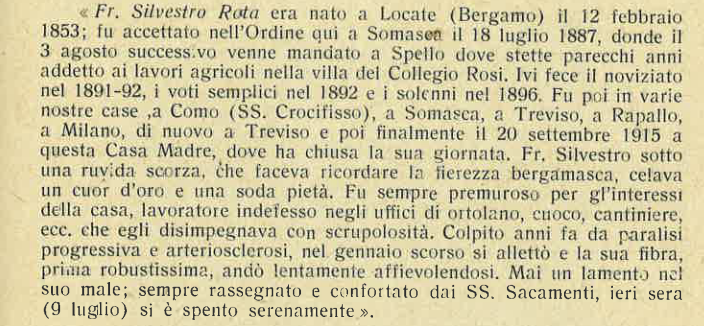 « Fr. Silvestro Rota era nato a Locate (Bergamo) il 12 febbraio
1853; fu accettato nell'Ordine qui a Somasca il 18 luglio 1887, donde il
3 agosto success.vo venne mandato a Spello dove stette parecchi anni
addetto ai lavori agricoli nella villa del Collegio Rosi. Ivi fece il noviziato
nel 1891-92, i voti semplici nel 1892 e i solenni nel 1896. Fu poi in varie
nostre case ,a Como (SS. Crocifisso), a Somasca, a Treviso, a Rapallo,
a Milano, di nuovo a Treviso e poi finalmente il 20 settembre 1915 a
questa Casa Madre, dove ha chiusa la sua giornata. Fr. Silvestro sotto
una ruvida scorza, che faceva ricordare la fierezza bergamasca, celava
un cuor d'oro e una soda pietà. Fu sempre premuroso per gl'interessi
della casa, lavoratore indefesso negli uffici di ortolano, cuoco, cantiniere,
ecc. che egli disimpegnava con scrupolosità. Colpito anni fa da paralisi
progressiva e arteriosclerosi, nel gennaio scorso si allettò e la sua fibra,
prima robustissima, andò lentamente affievolendosi. Mai un lamento nel
suo male; sempre rassegnato e confortato dai SS. Sacamenti, ieri sera
(9 luglio) si è spento serenamente ».